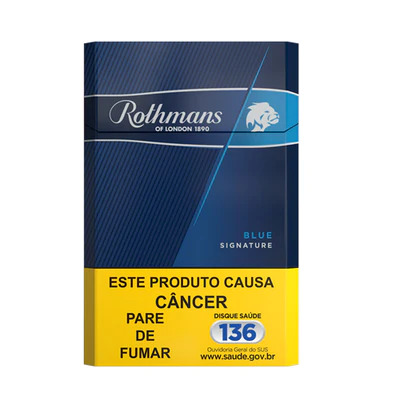 Rothmans
OF LONDON 1890
BLUE
SIGNATURE
ESTE PRODUTO CAUSA
CÂNCER
PARE
DE
FUMAR
DISQUE SAÚDE
136
Ouvidoria Geral do SUS
www.saude.gov.br